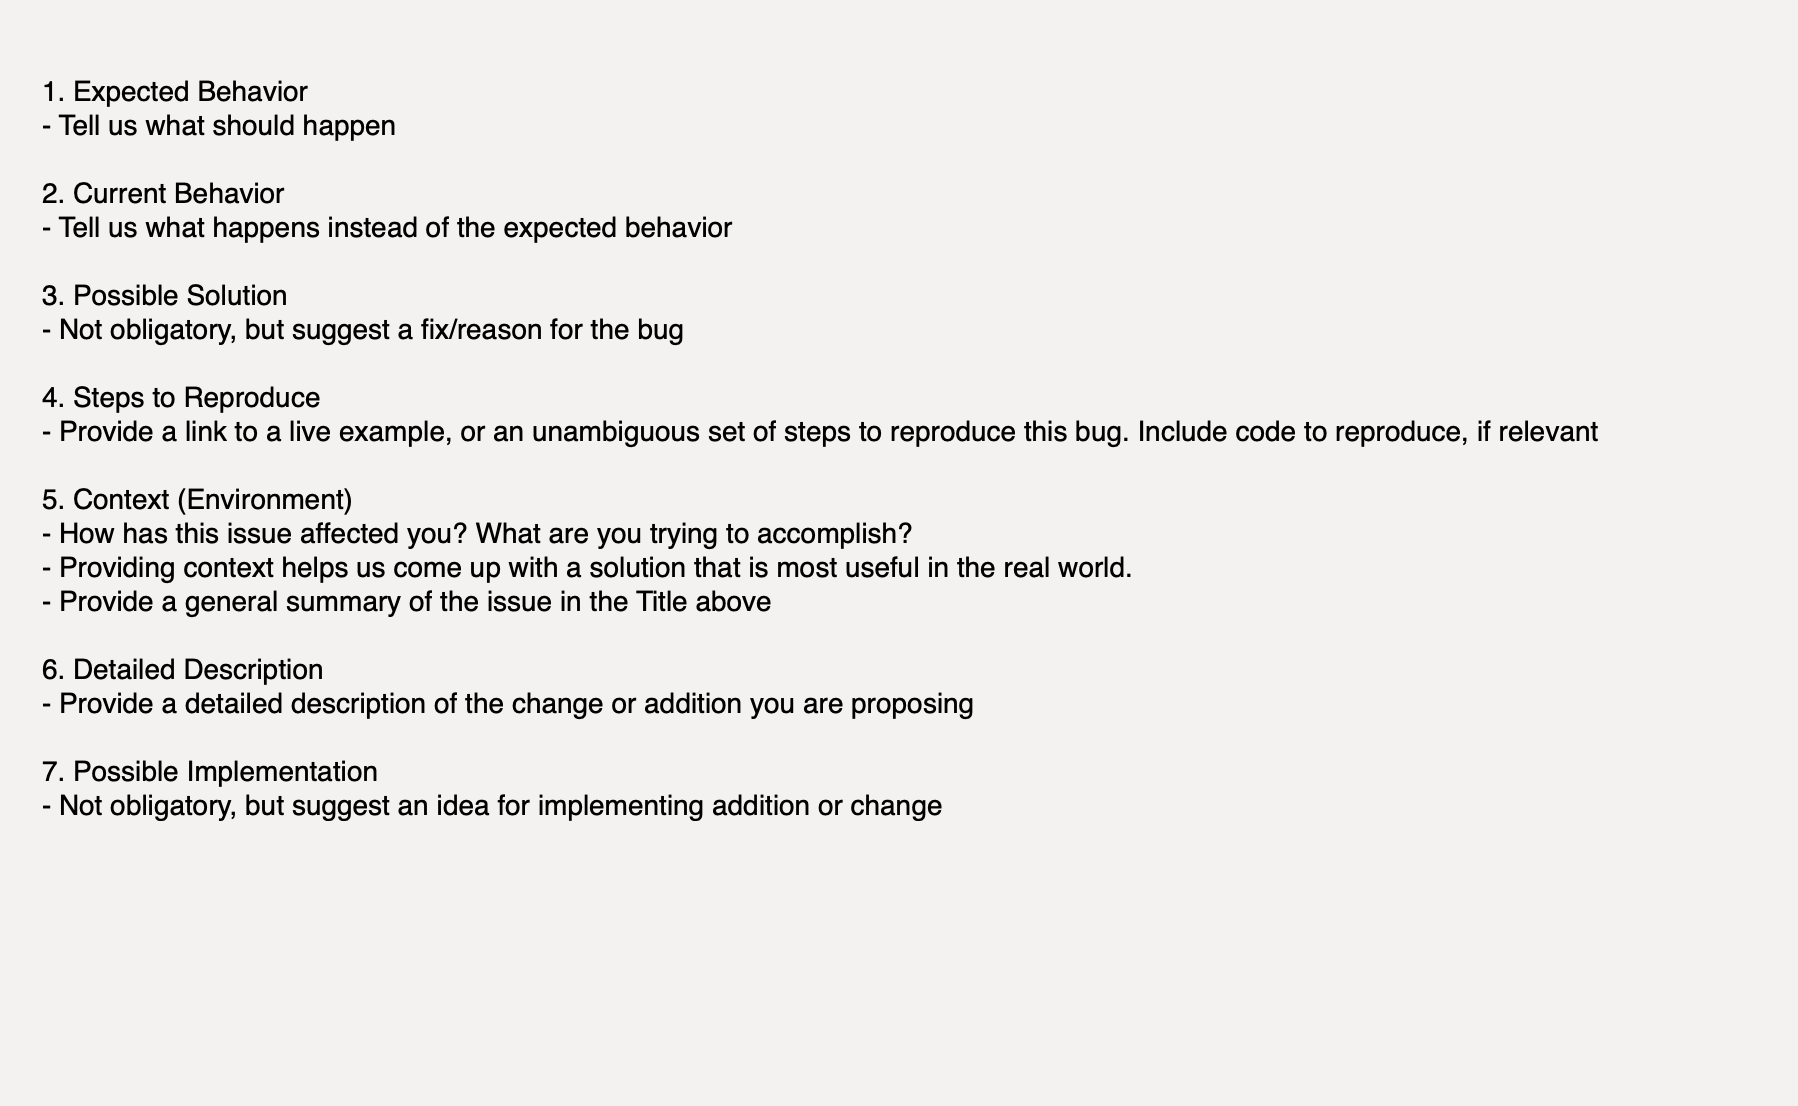 1. Expected Behavior
- Tell us what should happen
2. Current Behavior
- Tell us what happens instead of the expected behavior
3. Possible Solution
- Not obligatory, but suggest a fix/reason for the bug
4. Steps to Reproduce
- Provide a link to a live example, or an unambiguous set of steps to reproduce this bug. Include code to reproduce, if relevant
5. Context (Environment)
- How has this issue affected you? What are you trying to accomplish?
- Providing context helps us come up with a solution that is most useful in the real world.
- Provide a general summary of the issue in the Title above
6. Detailed Description
- Provide a detailed description of the change or addition you are proposing
7. Possible Implementation
- Not obligatory, but suggest an idea for implementing addition or change